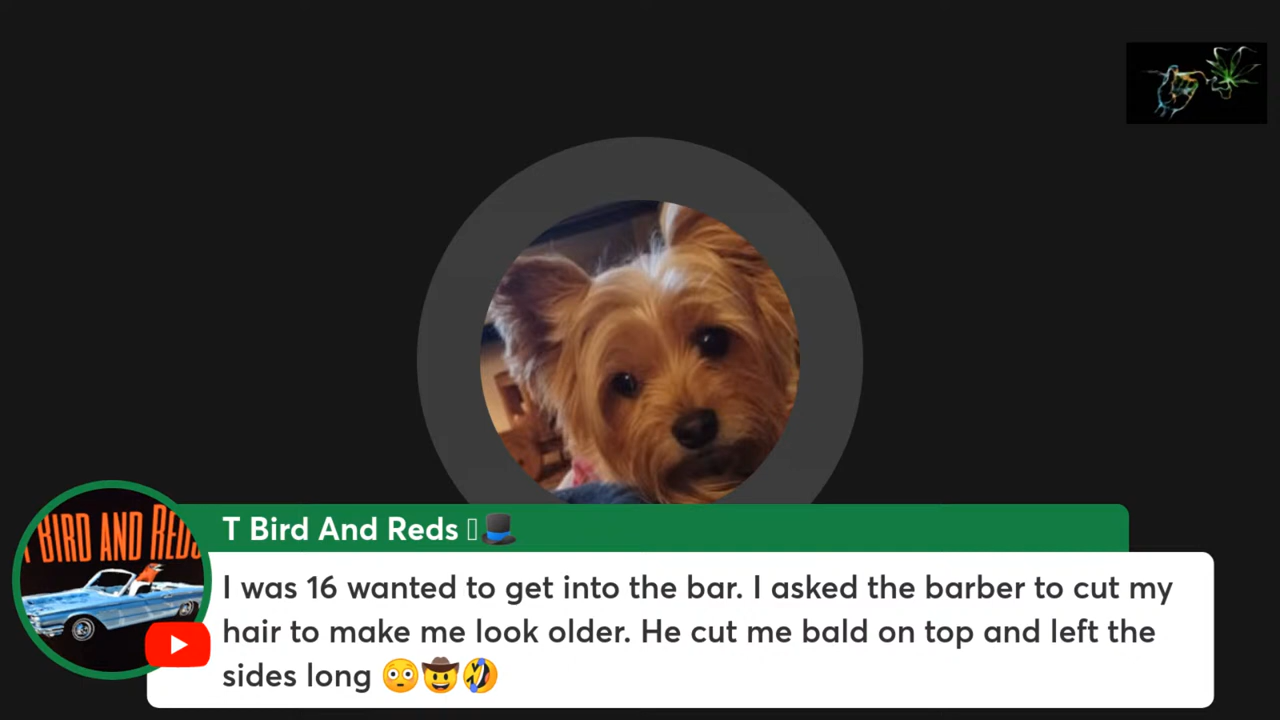 T BIRD AND REDS
T Bird And Reds 🎩
I was 16 wanted to get into the bar. I asked the barber to cut my
hair to make me look older. He cut me bald on top and left the
sides long 😳🤠🤣